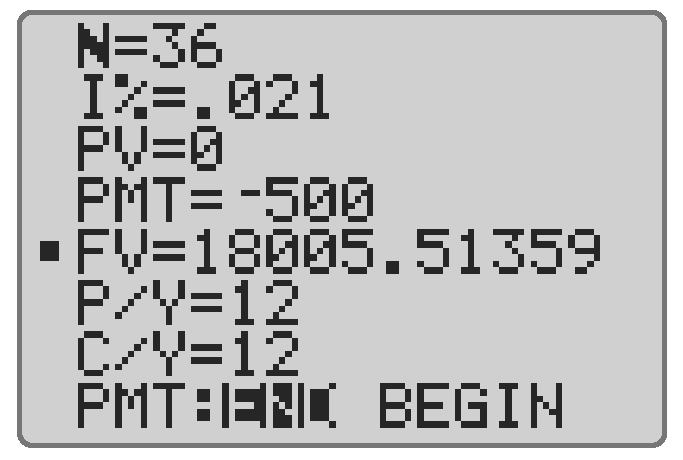 N=36
I%=.021
PV=0
PMT=-500
FV=18005.51359
P/Y=12
C/Y=12
PMT:END BEGIN